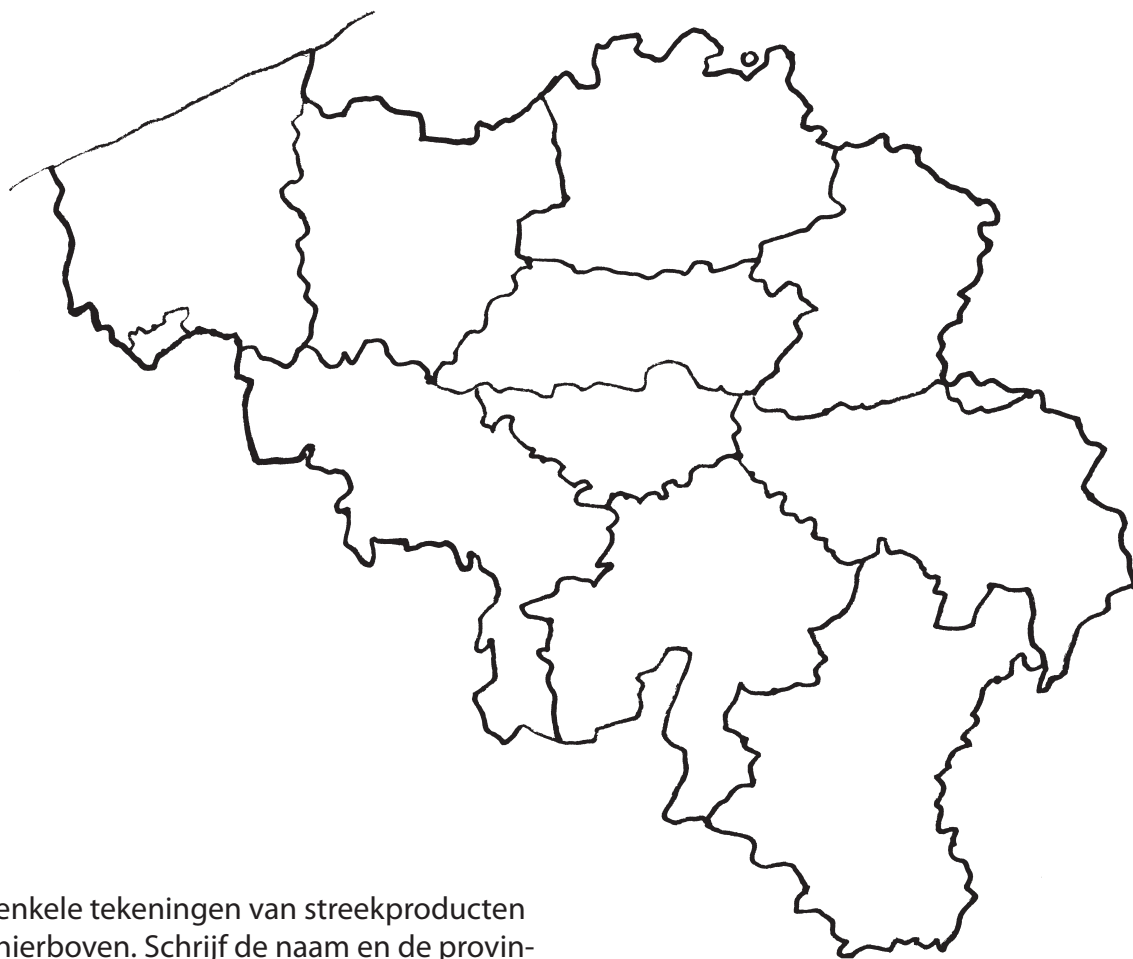 enkele tekeningen van streekproducten
hierboven. Schrijf de naam en de provin-